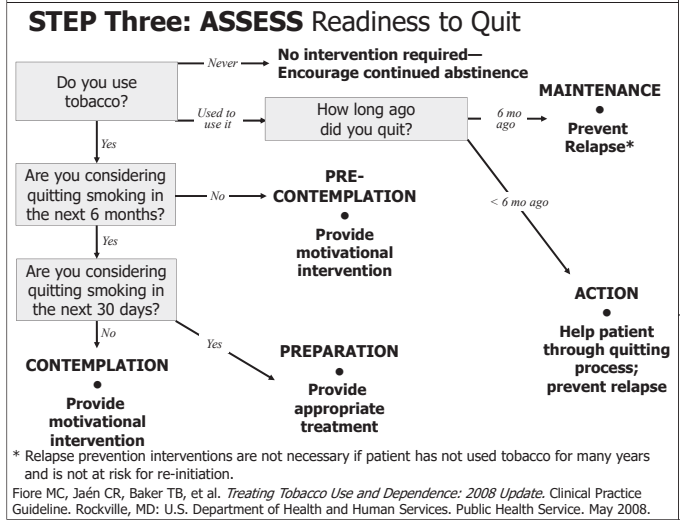 STEP Three: ASSESS Readiness to Quit
Never
No intervention required—
Encourage continued abstinence
Do you use
tobacco?
Used to
use it
How long ago
did you quit?
6 mo
ago
MAINTENANCE
●
Prevent
Relapse*
Yes
Are you considering
quitting smoking in
the next 6 months?
No
PRE-
CONTEMPLATION
●
Provide
motivational
intervention
< 6 mo ago
Yes
Are you considering
quitting smoking in
the next 30 days?
ACTION
●
Help patient
through quitting
process;
prevent relapse
No
CONTEMPLATION
●
Provide
motivational
intervention
Yes
PREPARATION
●
Provide
appropriate
treatment
* Relapse prevention interventions are not necessary if patient has not used tobacco for many years
and is not at risk for re-initiation.
Fiore MC, Jaén CR, Baker TB, et al. Treating Tobacco Use and Dependence: 2008 Update. Clinical Practice
Guideline. Rockville, MD: U.S. Department of Health and Human Services. Public Health Service. May 2008.